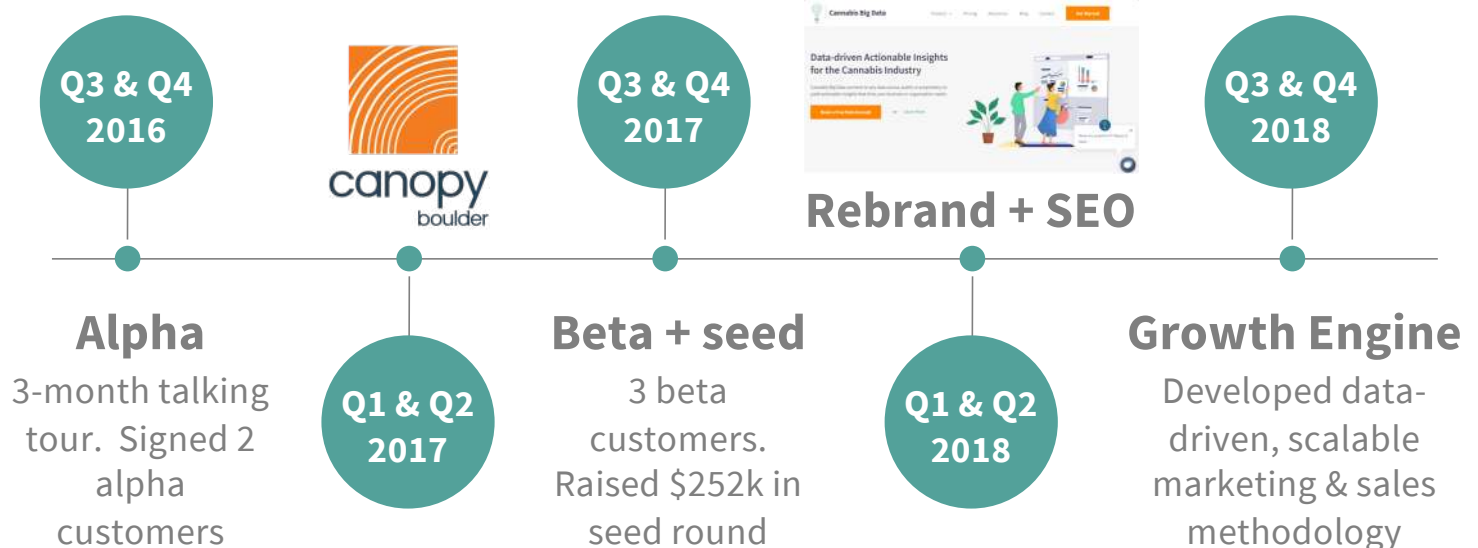 Q3 & Q4
2016
canopy
boulder
Q3 & Q4
2017
Cannabis Big Data
Pricing
Blog
Contact
Data-driven Actionable Insights
for the Cannabis Industry
Rebrand + SEO
Q3 & Q4
2018
Alpha
3-month talking
tour. Signed 2
alpha
customers
Q1 & Q2
2017
Beta + seed
3 beta
customers.
Raised $252k in
seed round
Q1 & Q2
2018
Growth Engine
Developed data-
driven, scalable
marketing & sales
methodology